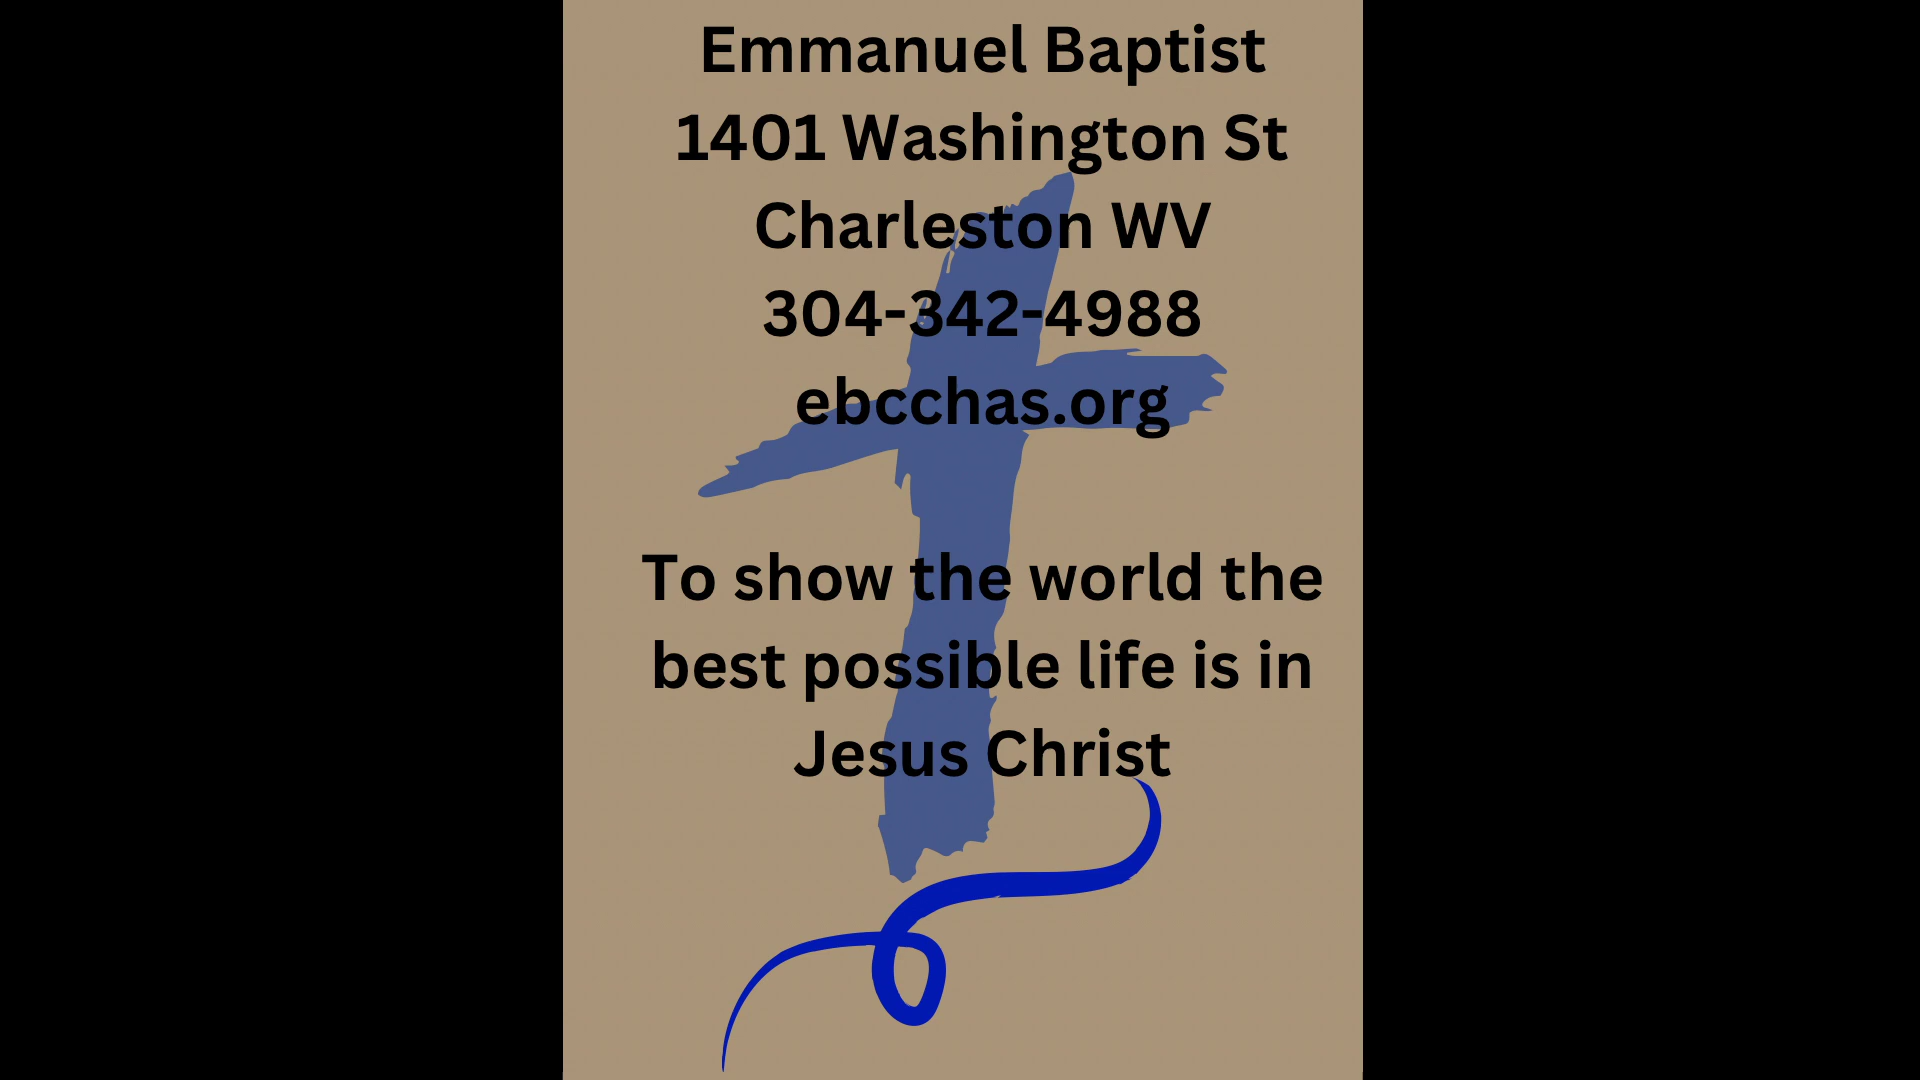 Emmanuel Baptist
1401 Washington St
Charleston WV
304-342-4988
ebcchas.org
To show the world the
best possible life is in
Jesus Christ